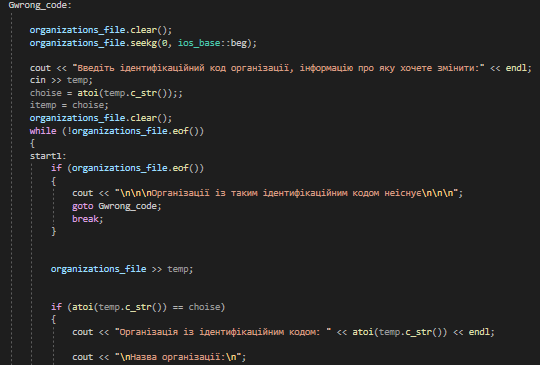 Gwrong_code:
organizations_file.clear();
organizations_file.seekg(0, ios_base::beg);
cout << "Введіть ідентифікаційний код організації, інформацію про яку хочете змінити:" << endl;
cin >> temp;
choise = atoi(temp.c_str());;
itemp = choise;
organizations_file.clear();
while (!organizations_file.eof())
{
start1:
if (organizations_file.eof())
{
cout << "\n\n\nОрганізації із таким ідентифікаційним кодом неіснує\n\n\n";
goto Gwrong_code;
break;
}
organizations_file >> temp;
if (atoi(temp.c_str()) == choise)
{
cout << "Організація із ідентифікаційним кодом: " << atoi(temp.c_str()) << endl;
cout << "\nНазва організації:\n";